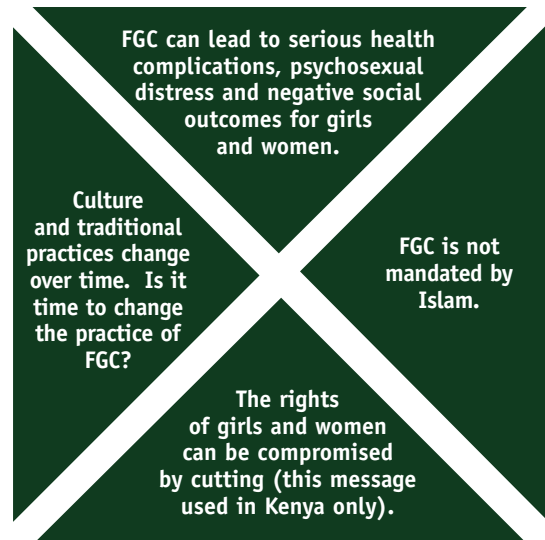 FGC can lead to serious health
complications, psychosexual
distress and negative social
outcomes for girls
and women.
Culture
and traditional
practices change
over time.  Is it
time to change
the practice of
FGC?
FGC is not
mandated by
Islam.
The rights
of girls and women
can be compromised
by cutting (this message
used in Kenya only).